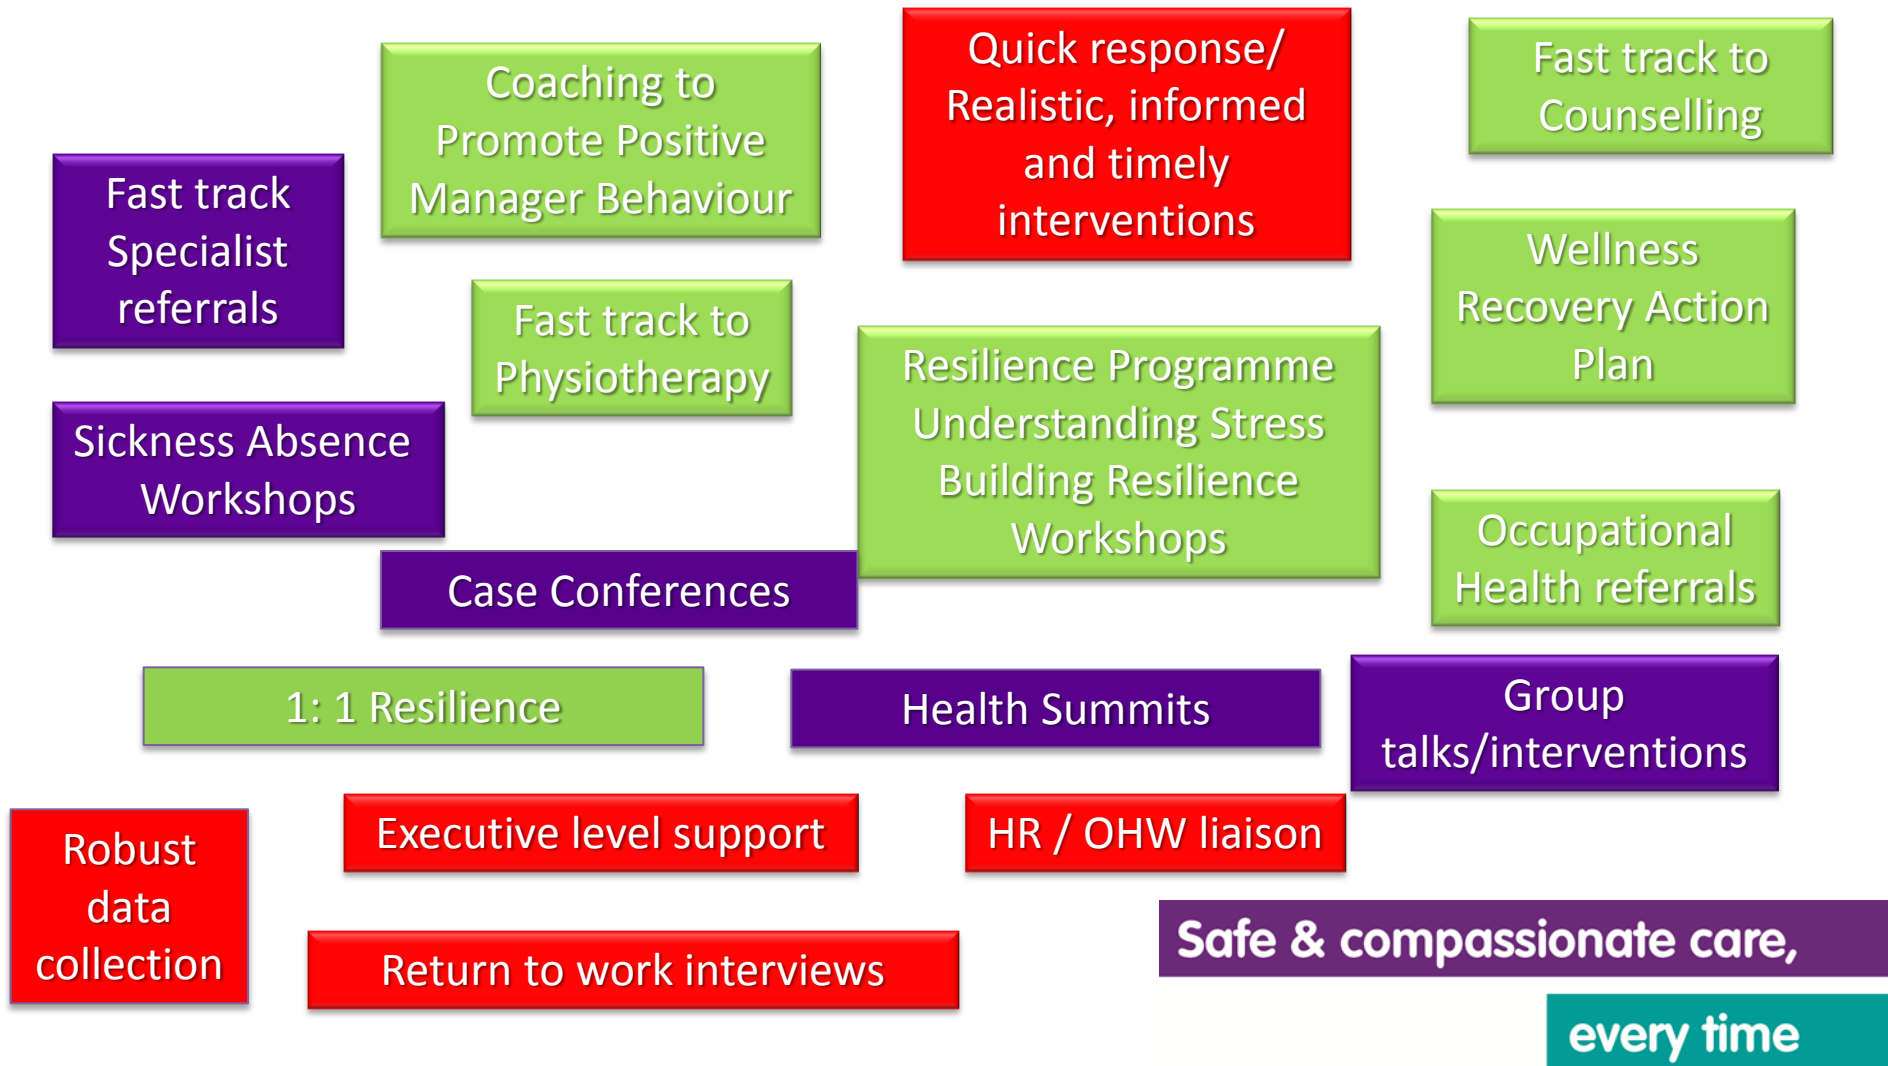 Coaching to
Promote Positive
Manager Behaviour
Quick response/
Realistic, informed
and timely
interventions
Fast track to
Counselling
Fast track
Specialist
referrals
Fast track to
Physiotherapy
Wellness
Recovery Action
Plan
Resilience Programme
Understanding Stress
Building Resilience
Workshops
Sickness Absence
Workshops
Occupational
Health referrals
Case Conferences
1: 1 Resilience
Health Summits
Group
talks/interventions
Robust
data
collection
Executive level support
HR / OHW liaison
Return to work interviews
Safe & compassionate care,
every time